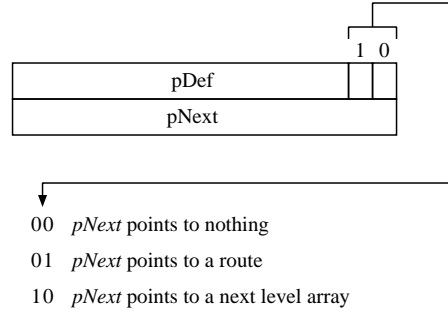 1 0
pDef
pNext
00 pNext points to nothing
01 pNext points to a route
10 pNext points to a next level array